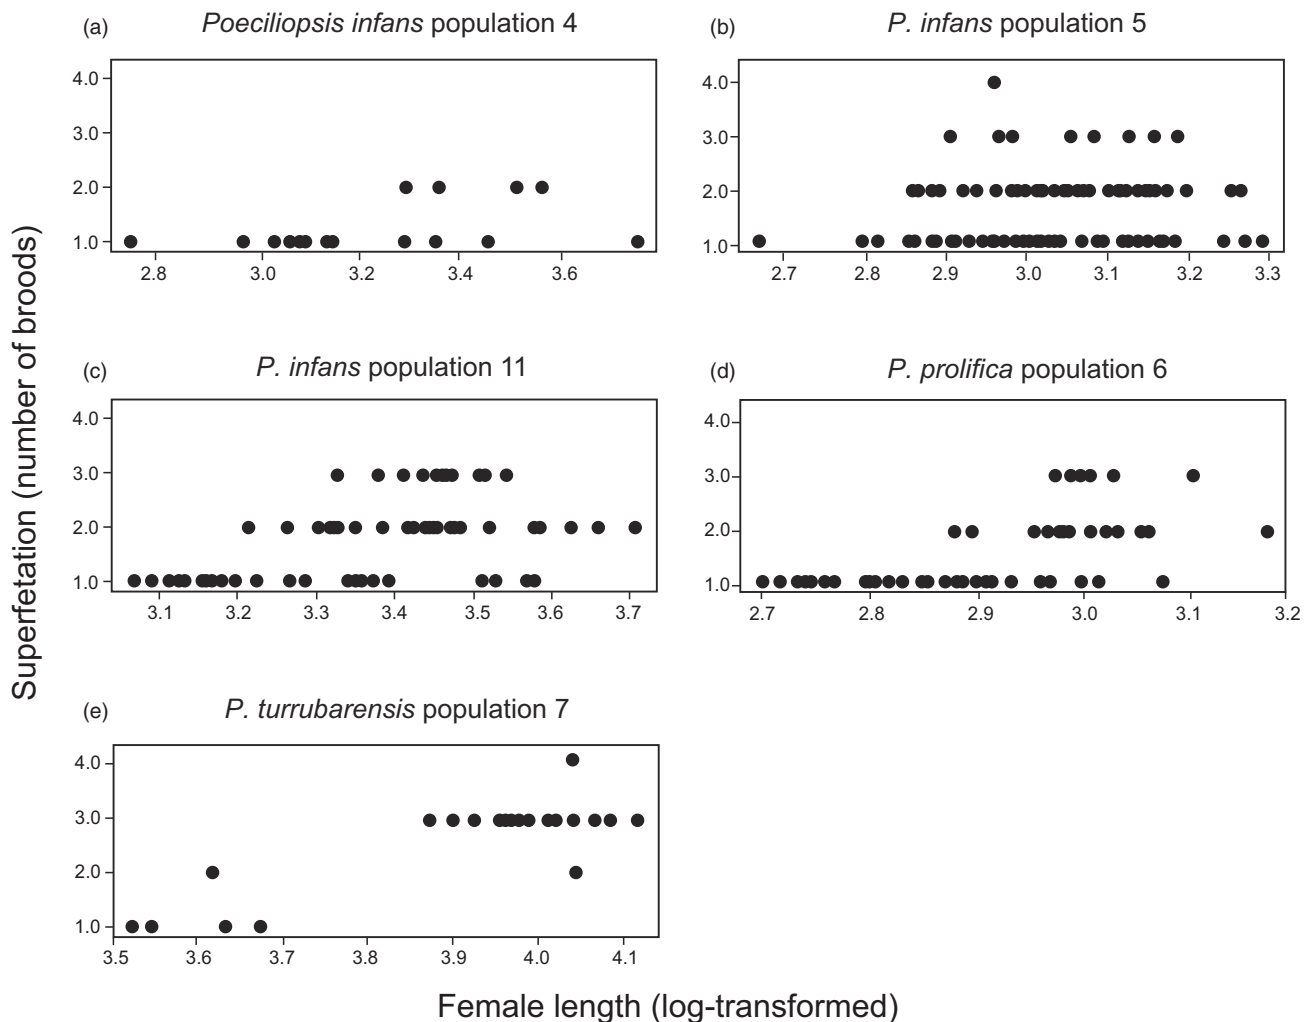 (a) Poeciliopsis infans population 4
4.0
3.0
2.0
1.0
2.8 3.0 3.2 3.4 3.6
(b) P. infans population 5
4.0
3.0
2.0
1.0
2.7 2.8 2.9 3.0 3.1 3.2 3.3
(c) P. infans population 11
4.0
3.0
2.0
1.0
3.1 3.2 3.3 3.4 3.5 3.6 3.7
(d) P. prolifica population 6
4.0
3.0
2.0
1.0
2.7 2.8 2.9 3.0 3.1 3.2
(e) P. turrubarensis population 7
4.0
3.0
2.0
1.0
3.5 3.6 3.7 3.8 3.9 4.0 4.1
Superfetation (number of broods)
Female length (log-transformed)